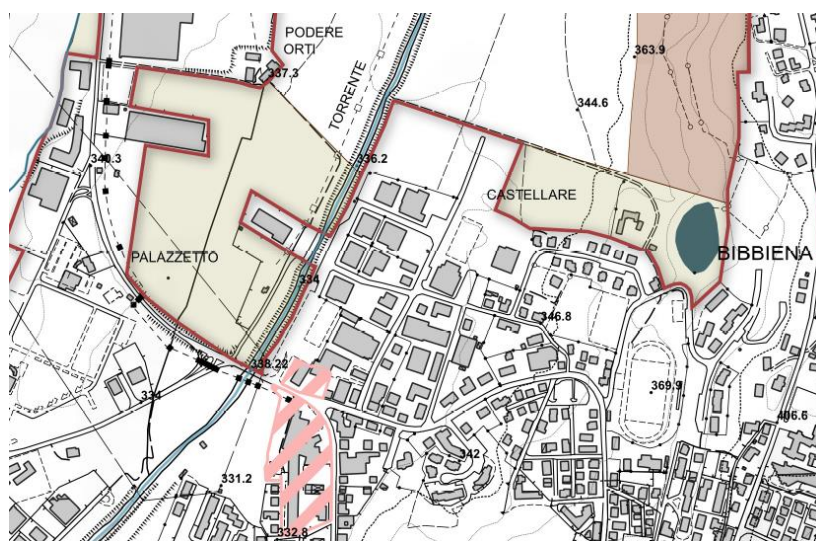 PODERE
ORTI
337.3
363.9
344.6
TORRENTE
340.3
336.2
CASTELLARE
PALAZZETTO
BIBBIENA
334
346.8
338.22
334
369.9
406.6
342
331.2
332.8